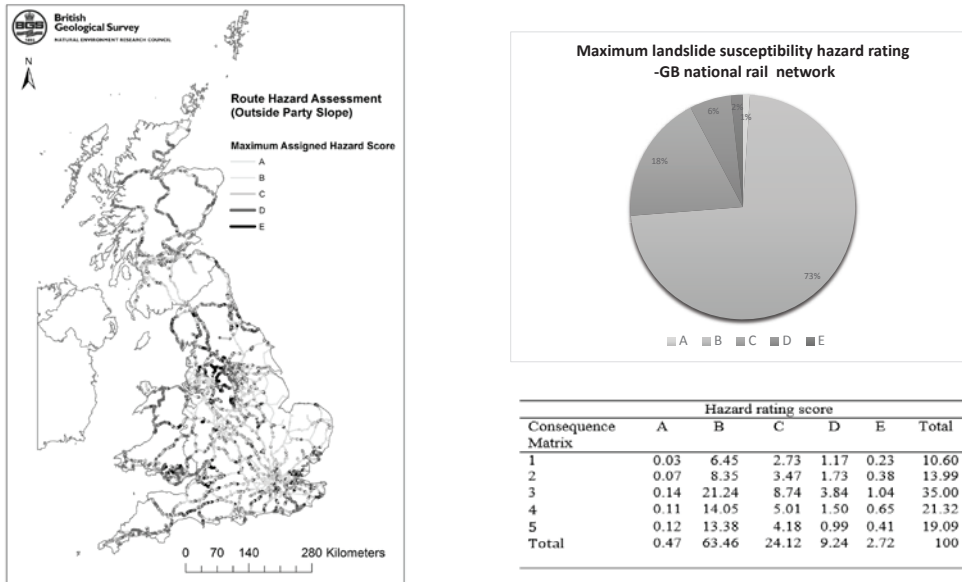 British
Geological Survey
NATURAL ENVIRONMENT RESEARCH COUNCIL
BGS
1835
N
Route Hazard Assessment
(Outside Party Slope)
Maximum Assigned Hazard Score
A
B
C
D
E
0 70 140 280 Kilometers
Maximum landslide susceptibility hazard rating
-GB national rail network
1%
2%
6%
18%
73%
A B C D E
Hazard rating score
Consequence Matrix A B C D E Total
1 0.03 6.45 2.73 1.17 0.23 10.60
2 0.07 8.35 3.47 1.73 0.38 13.99
3 0.14 21.24 8.74 3.84 1.04 35.00
4 0.11 14.05 5.01 1.50 0.65 21.32
5 0.12 13.38 4.18 0.99 0.41 19.09
Total 0.47 63.46 24.12 9.24 2.72 100